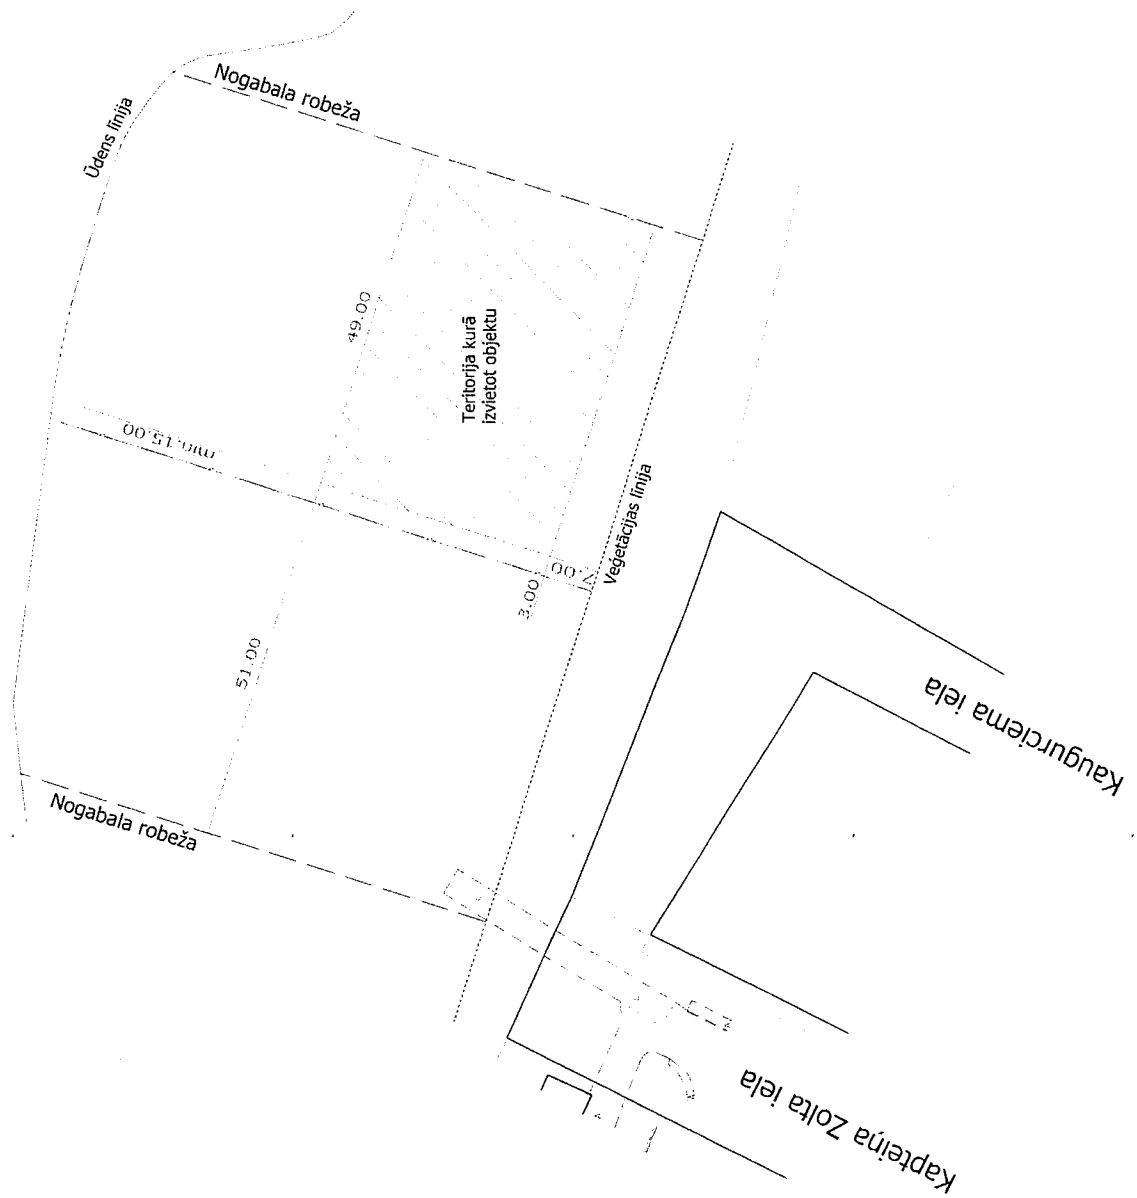 Nogabala robeža
Ūdens līnija
49.00
Teritorija kurā
izvietot objektu
min.15.00
Veģetācijas līnija
7.00
3.00
51.00
Kaugurciema iela
Nogabala robeža
Kapteiņa Zolta iela